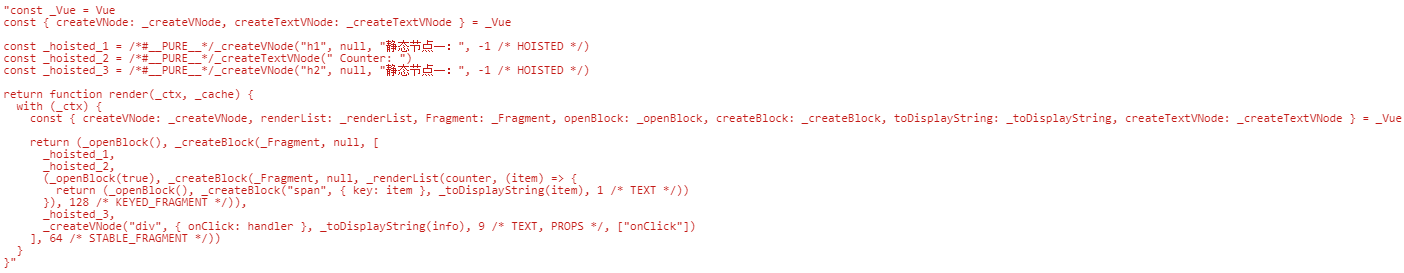 "const _Vue = Vue
const { createVNode: _createVNode, createTextVNode: _createTextVNode } = _Vue

const _hoisted_1 = /*#__PURE__*/_createVNode("h1", null, "静态节点一: ", -1 /* HOISTED */)
const _hoisted_2 = /*#__PURE__*/_createTextVNode(" Counter: ")
const _hoisted_3 = /*#__PURE__*/_createVNode("h2", null, "静态节点一: ", -1 /* HOISTED */)

return function render(_ctx, _cache) {
  with (_ctx) {
    const { createVNode: _createVNode, renderList: _renderList, Fragment: _Fragment, openBlock: _openBlock, createBlock: _createBlock, toDisplayString: _toDisplayString, createTextVNode: _createTextVNode } = _Vue

    return (_openBlock(), _createBlock(_Fragment, null, [
      _hoisted_1,
      _hoisted_2,
      (_openBlock(true), _createBlock(_Fragment, null, _renderList(counter, (item) => {
        return (_openBlock(), _createBlock("span", { key: item }, _toDisplayString(item), 1 /* TEXT */))
      }), 128 /* KEYED_FRAGMENT */)),
      _hoisted_3,
      _createVNode("div", { onClick: handler }, _toDisplayString(info), 9 /* TEXT, PROPS */, ["onClick"])
    ], 64 /* STABLE_FRAGMENT */))
  }
}"